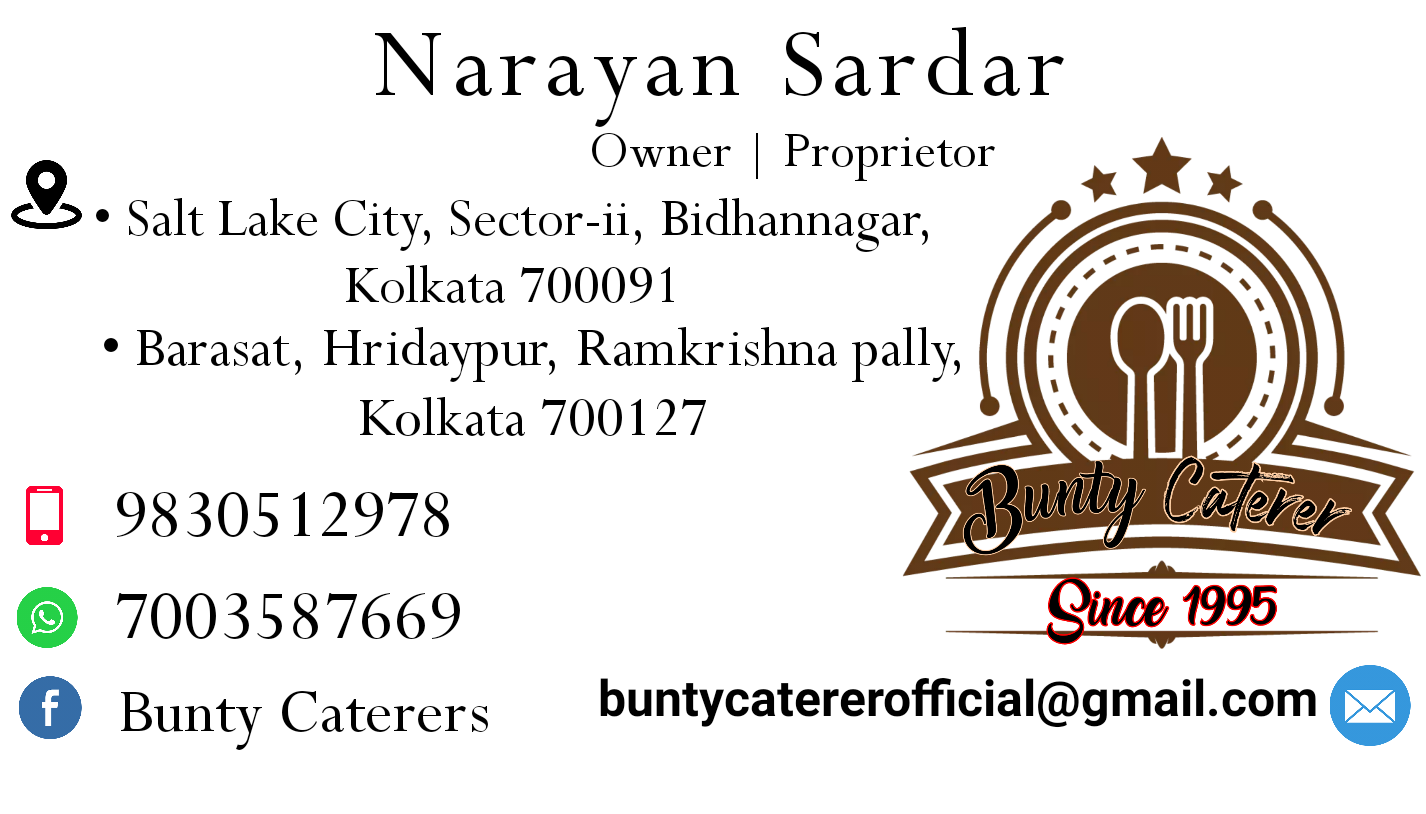 Narayan Sardar
Owner | Proprietor
• Salt Lake City, Sector-ii, Bidhannagar,
Kolkata 700091
• Barasat, Hridaypur, Ramkrishna pally,
Kolkata 700127
9830512978
7003587669
Bunty Caterers
Bunty Caterer
Since 1995
buntycatererofficial@gmail.com